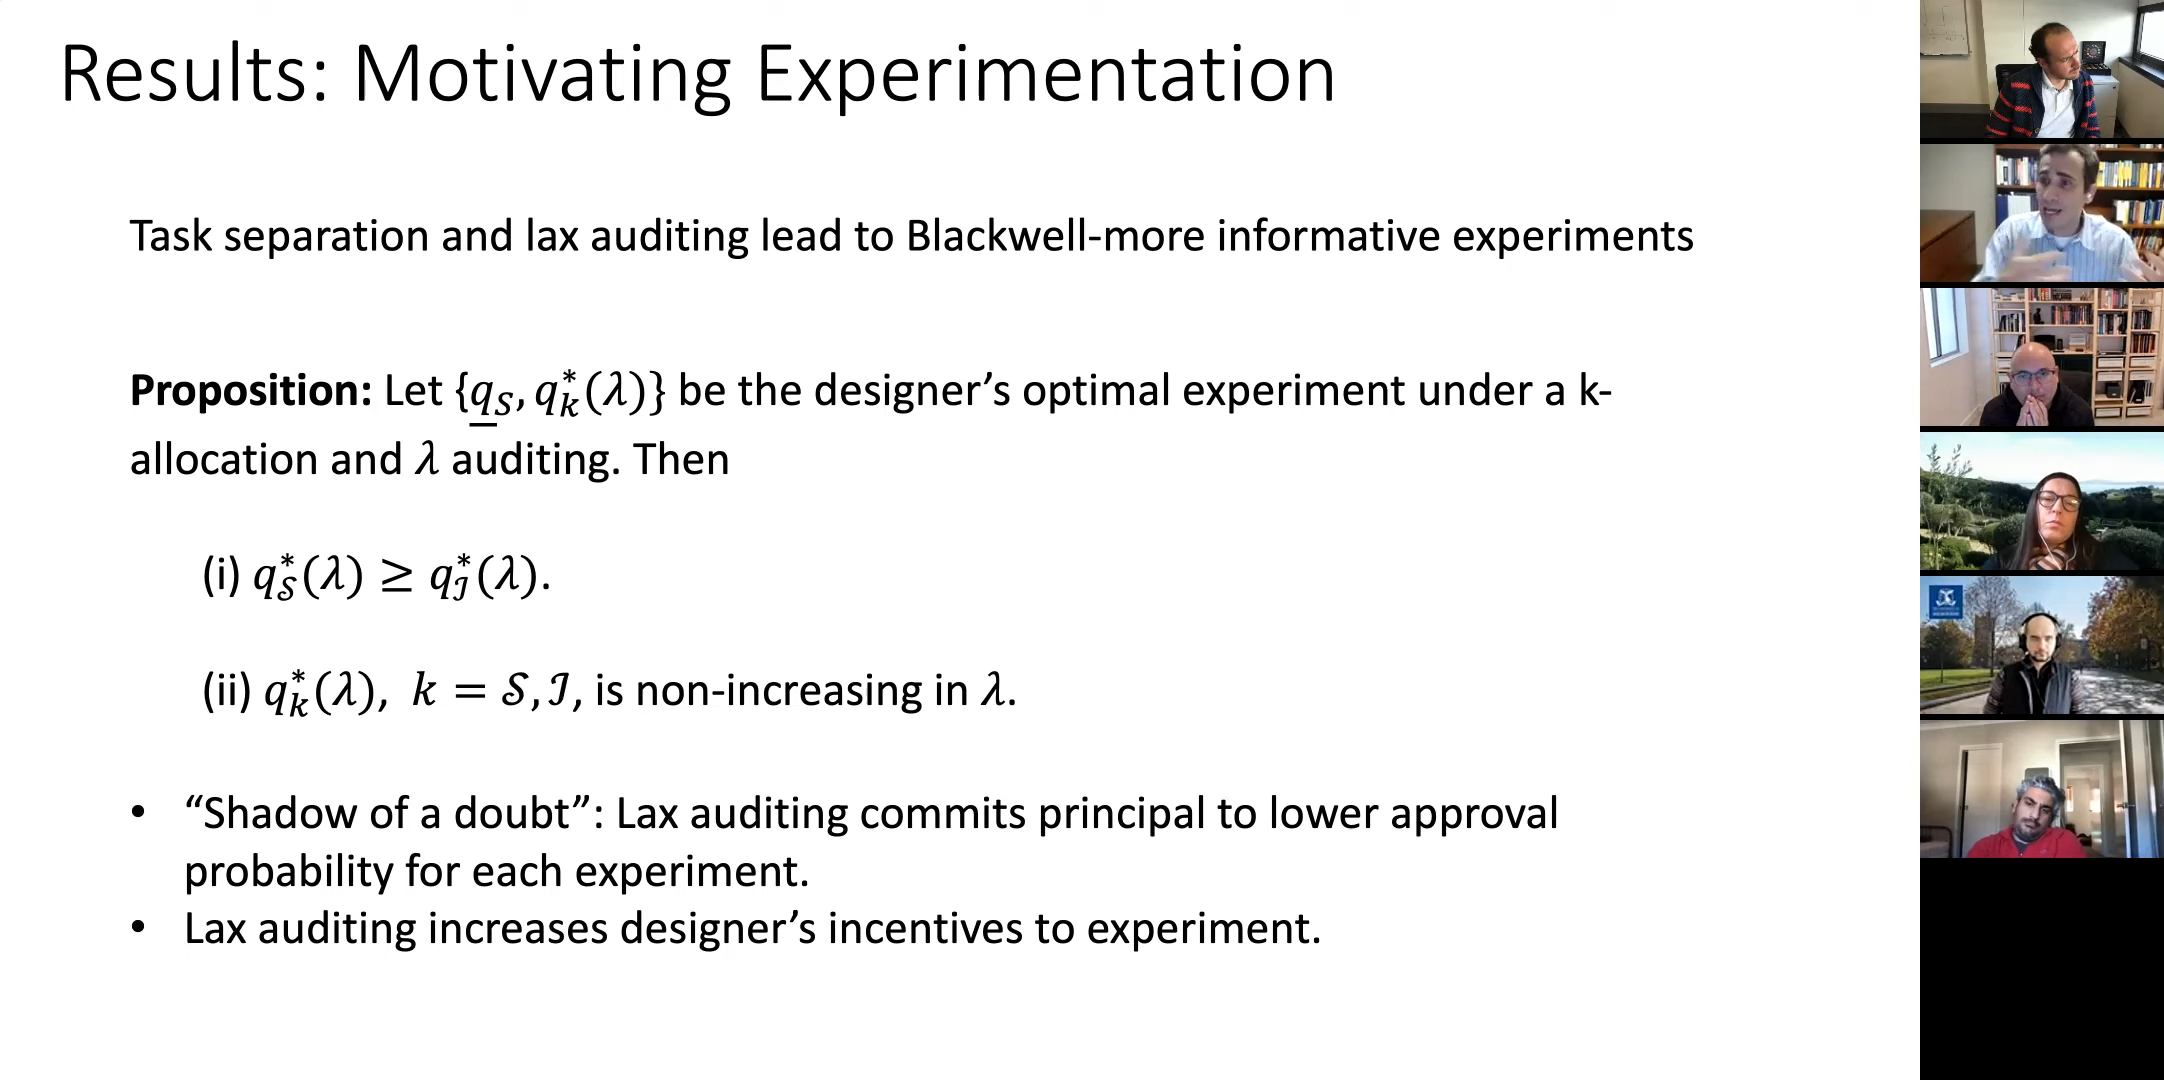 Results: Motivating Experimentation
Task separation and lax auditing lead to Blackwell-more informative experiments
Proposition: Let {q̲_S, q*_k(λ)} be the designer’s optimal experiment under a k-
allocation and λ auditing. Then
(i) q*_𝒮(λ) ≥ q*_ℐ(λ).
(ii) q*_k(λ), k = 𝒮, ℐ, is non-increasing in λ.
• “Shadow of a doubt”: Lax auditing commits principal to lower approval
probability for each experiment.
• Lax auditing increases designer’s incentives to experiment.